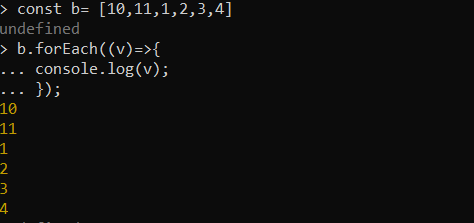 > const b= [10,11,1,2,3,4]
undefined
> b.forEach((v)=>{
... console.log(v);
... });
10
11
1
2
3
4